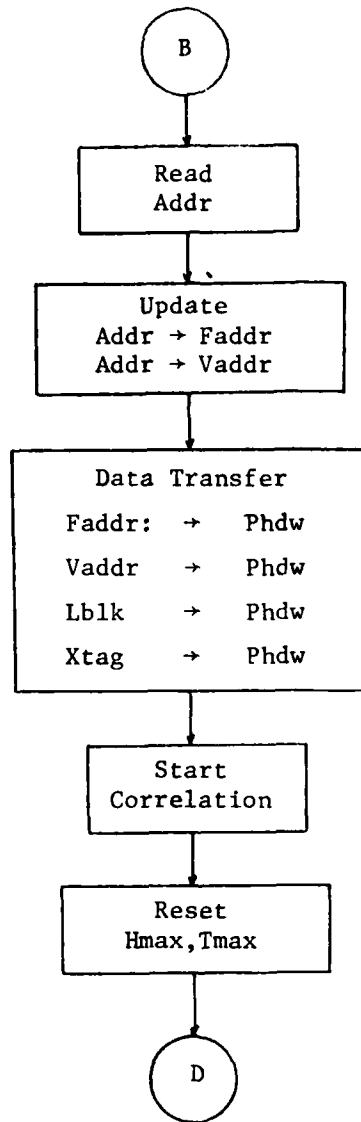 B
Read
Addr
Update
Addr → Faddr
Addr → Vaddr
Data Transfer
Faddr: → Phdw
Vaddr → Phdw
Lblk → Phdw
Xtag → Phdw
Start
Correlation
Reset
Hmax,Tmax
D